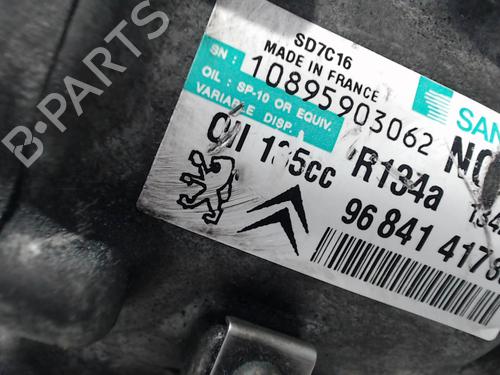 SD7C16
MADE IN FRANCE
SN : 10895903062
OIL : SP-10 OR EQUIV.
VARIABLE DISP.
SAN
Oil 135cc R134a
96 841 4178
B-PARTS